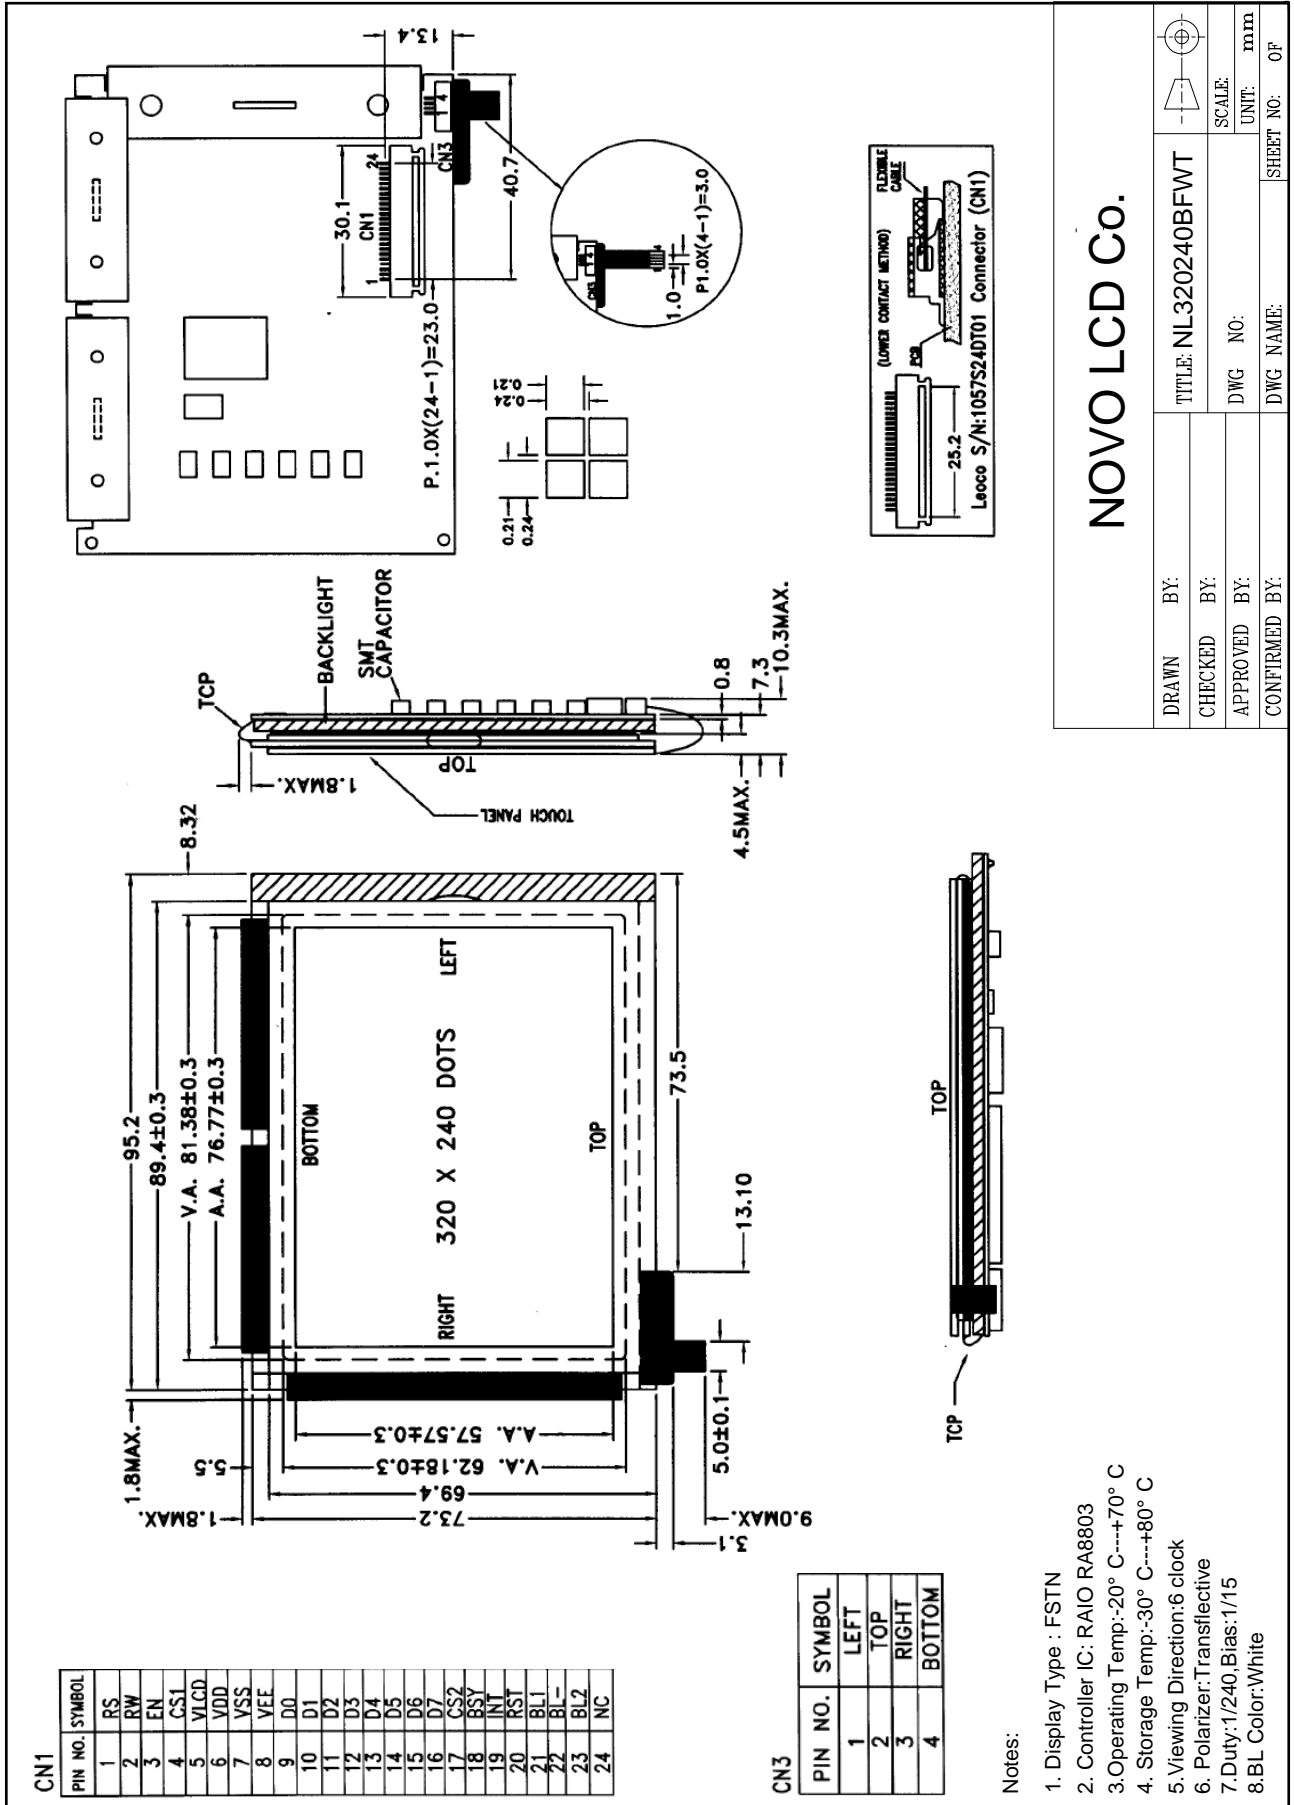 CN1
PIN NO. SYMBOL
1 RS
2 RW
3 EN
4 CS1
5 VLCD
6 VDD
7 VSS
8 VEE
9 D0
10 D1
11 D2
12 D3
13 D4
14 D5
15 D6
16 D7
17 CS2
18 BSY
19 INT
20 RST
21 BL1
22 BL-
23 BL2
24 NC
CN3
PIN NO. SYMBOL
1 LEFT
2 TOP
3 RIGHT
4 BOTTOM
Notes:
1. Display Type : FSTN
2. Controller IC: RAIO RA8803
3.Operating Temp:-20° C---+70° C
4. Storage Temp:-30° C---+80° C
5.Viewing Direction:6 clock
6. Polarizer:Transflective
7.Duty:1/240,Bias:1/15
8.BL Color:White
1.8MAX.
95.2
8.32
89.4±0.3
V.A. 81.38±0.3
A.A. 76.77±0.3
1.8MAX.
5.5
73.2
69.4
V.A. 62.18±0.3
A.A. 57.57±0.3
BOTTOM
RIGHT
320 X 240 DOTS
LEFT
TOP
73.5
13.10
5.0±0.1
9.0MAX.
3.1
TCP
BACKLIGHT
SMT
CAPACITOR
1.8MAX.
TOP
TOUCH PANEL
4.5MAX.
0.8
7.3
10.3MAX.
TCP
TOP
13.4
30.1
CN1
1
24
CN3
1 4
40.7
P.1.0X(24-1)=23.0
CN3
1 4
1.0
P1.0X(4-1)=3.0
0.21
0.24
0.21
0.24
(LOWER CONTACT METHOD)
FLEXIBLE
CABLE
PCB
25.2
Leoco S/N:1057S24DT01 Connector (CN1)
NOVO LCD Co.
DRAWN BY:
CHECKED BY:
APPROVED BY:
CONFIRMED BY:
TITLE: NL320240BFWT
DWG NO:
DWG NAME:
SCALE:
UNIT: mm
SHEET NO: OF